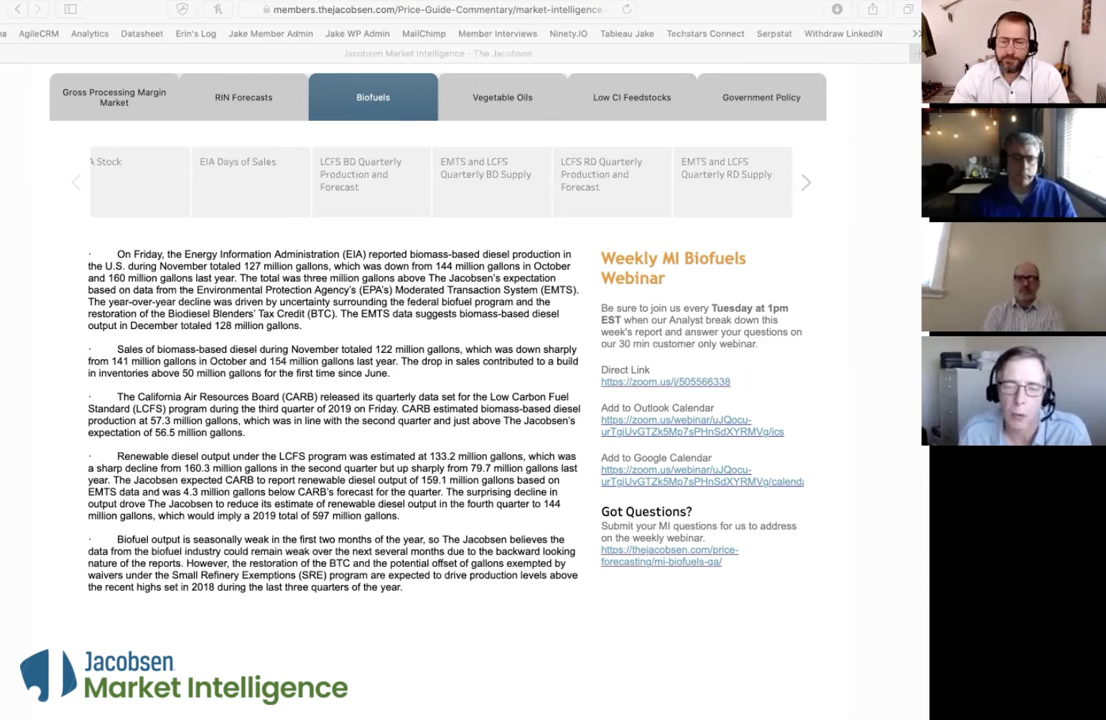 members.thejacobsen.com/Price-Guide-Commentary/market-intelligence-
AgileCRM Analytics Datasheet Erin's Log Jake Member Admin Jake WP Admin MailChimp Member Interviews Ninety.IO Tableau Jake Techstars Connect Serpstat Withdraw LinkedIN
Jacobsen Market Intelligence - The Jacobsen
Gross Processing Margin
Market
RIN Forecasts
Biofuels
Vegetable Oils
Low CI Feedstocks
Government Policy
A Stock
EIA Days of Sales
LCFS BD Quarterly
Production and
Forecast
EMTS and LCFS
Quarterly BD Supply
LCFS RD Quarterly
Production and
Forecast
EMTS and LCFS
Quarterly RD Supply
· On Friday, the Energy Information Administration (EIA) reported biomass-based diesel production in
the U.S. during November totaled 127 million gallons, which was down from 144 million gallons in October
and 160 million gallons last year. The total was three million gallons above The Jacobsen's expectation
based on data from the Environmental Protection Agency's (EPA's) Moderated Transaction System (EMTS).
The year-over-year decline was driven by uncertainty surrounding the federal biofuel program and the
restoration of the Biodiesel Blenders' Tax Credit (BTC). The EMTS data suggests biomass-based diesel
output in December totaled 128 million gallons.
· Sales of biomass-based diesel during November totaled 122 million gallons, which was down sharply
from 141 million gallons in October and 154 million gallons last year. The drop in sales contributed to a build
in inventories above 50 million gallons for the first time since June.
· The California Air Resources Board (CARB) released its quarterly data set for the Low Carbon Fuel
Standard (LCFS) program during the third quarter of 2019 on Friday. CARB estimated biomass-based diesel
production at 57.3 million gallons, which was in line with the second quarter and just above The Jacobsen's
expectation of 56.5 million gallons.
· Renewable diesel output under the LCFS program was estimated at 133.2 million gallons, which was
a sharp decline from 160.3 million gallons in the second quarter but up sharply from 79.7 million gallons last
year. The Jacobsen expected CARB to report renewable diesel output of 159.1 million gallons based on
EMTS data and was 4.3 million gallons below CARB's forecast for the quarter. The surprising decline in
output drove The Jacobsen to reduce its estimate of renewable diesel output in the fourth quarter to 144
million gallons, which would imply a 2019 total of 597 million gallons.
· Biofuel output is seasonally weak in the first two months of the year, so The Jacobsen believes the
data from the biofuel industry could remain weak over the next several months due to the backward looking
nature of the reports. However, the restoration of the BTC and the potential offset of gallons exempted by
waivers under the Small Refinery Exemptions (SRE) program are expected to drive production levels above
the recent highs set in 2018 during the last three quarters of the year.
Weekly MI Biofuels
Webinar
Be sure to join us every Tuesday at 1pm
EST when our Analyst break down this
week's report and answer your questions on
our 30 min customer only webinar.
Direct Link
https://zoom.us/j/505566338
Add to Outlook Calendar
https://zoom.us/webinar/uJQocu-
urTgiUvGTZk5Mp7sPHnSdXYRMVg/ics
Add to Google Calendar
https://zoom.us/webinar/uJQocu-
urTgiUvGTZk5Mp7sPHnSdXYRMVg/calenda
Got Questions?
Submit your MI questions for us to address
on the weekly webinar.
https://thejacobsen.com/price-
forecasting/mi-biofuels-qa/
Jacobsen
Market Intelligence